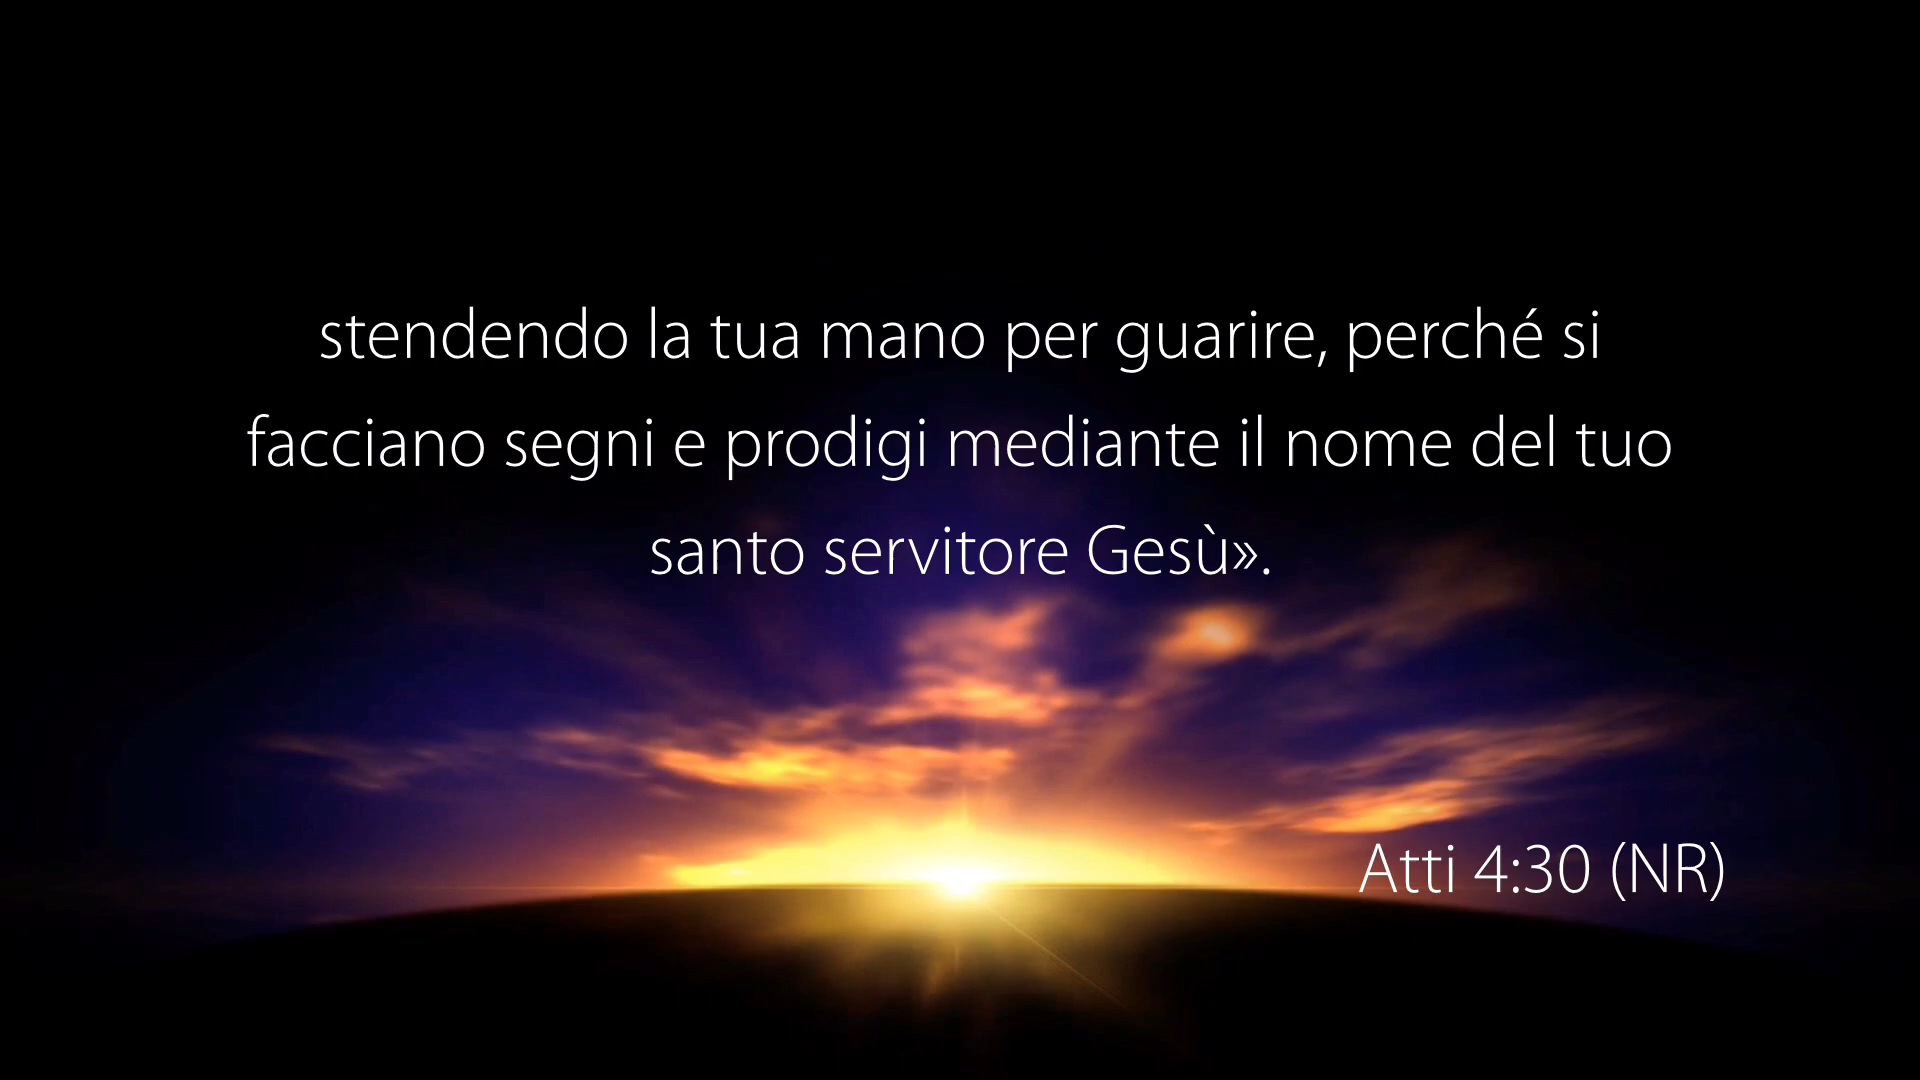 stendendo la tua mano per guarire, perché si
facciano segni e prodigi mediante il nome del tuo
santo servitore Gesù».
Atti 4:30 (NR)